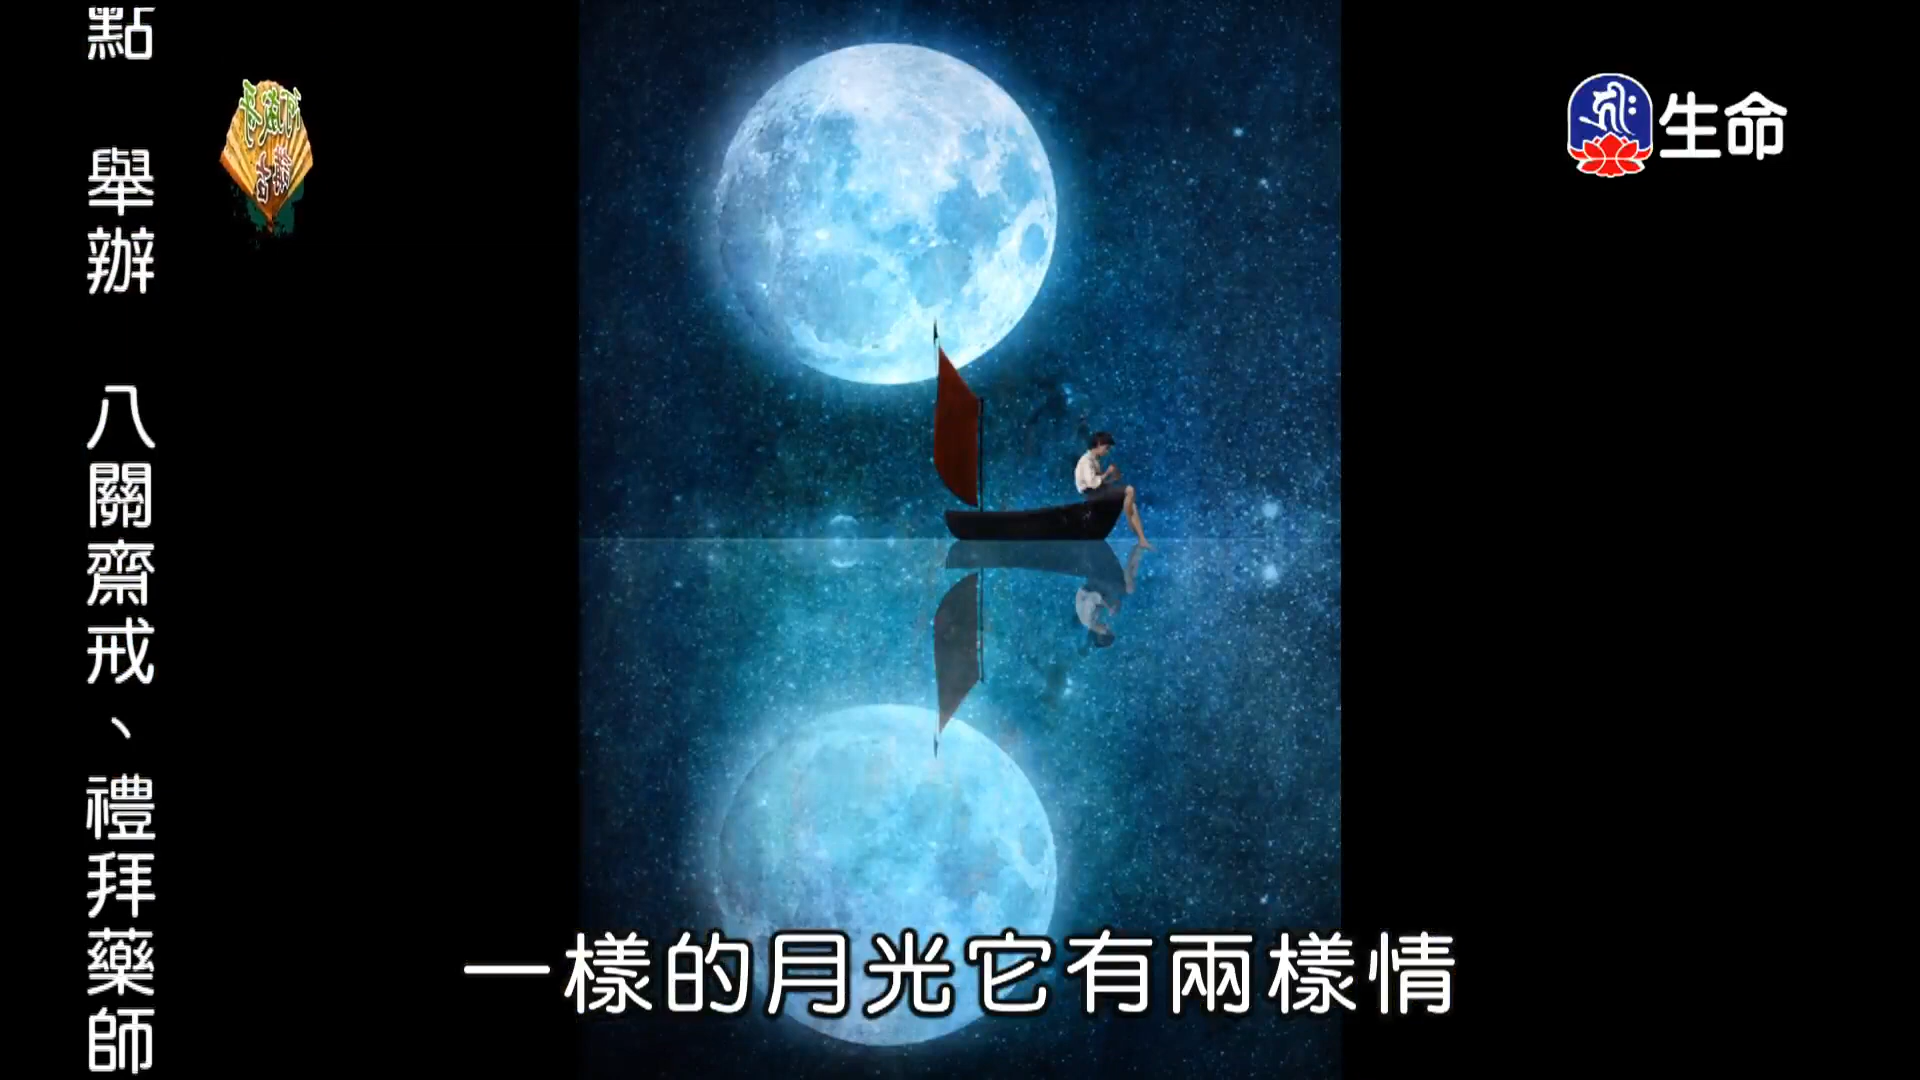 點 舉辦 八關齋戒、禮拜藥師
生命
一樣的月光它有兩樣情